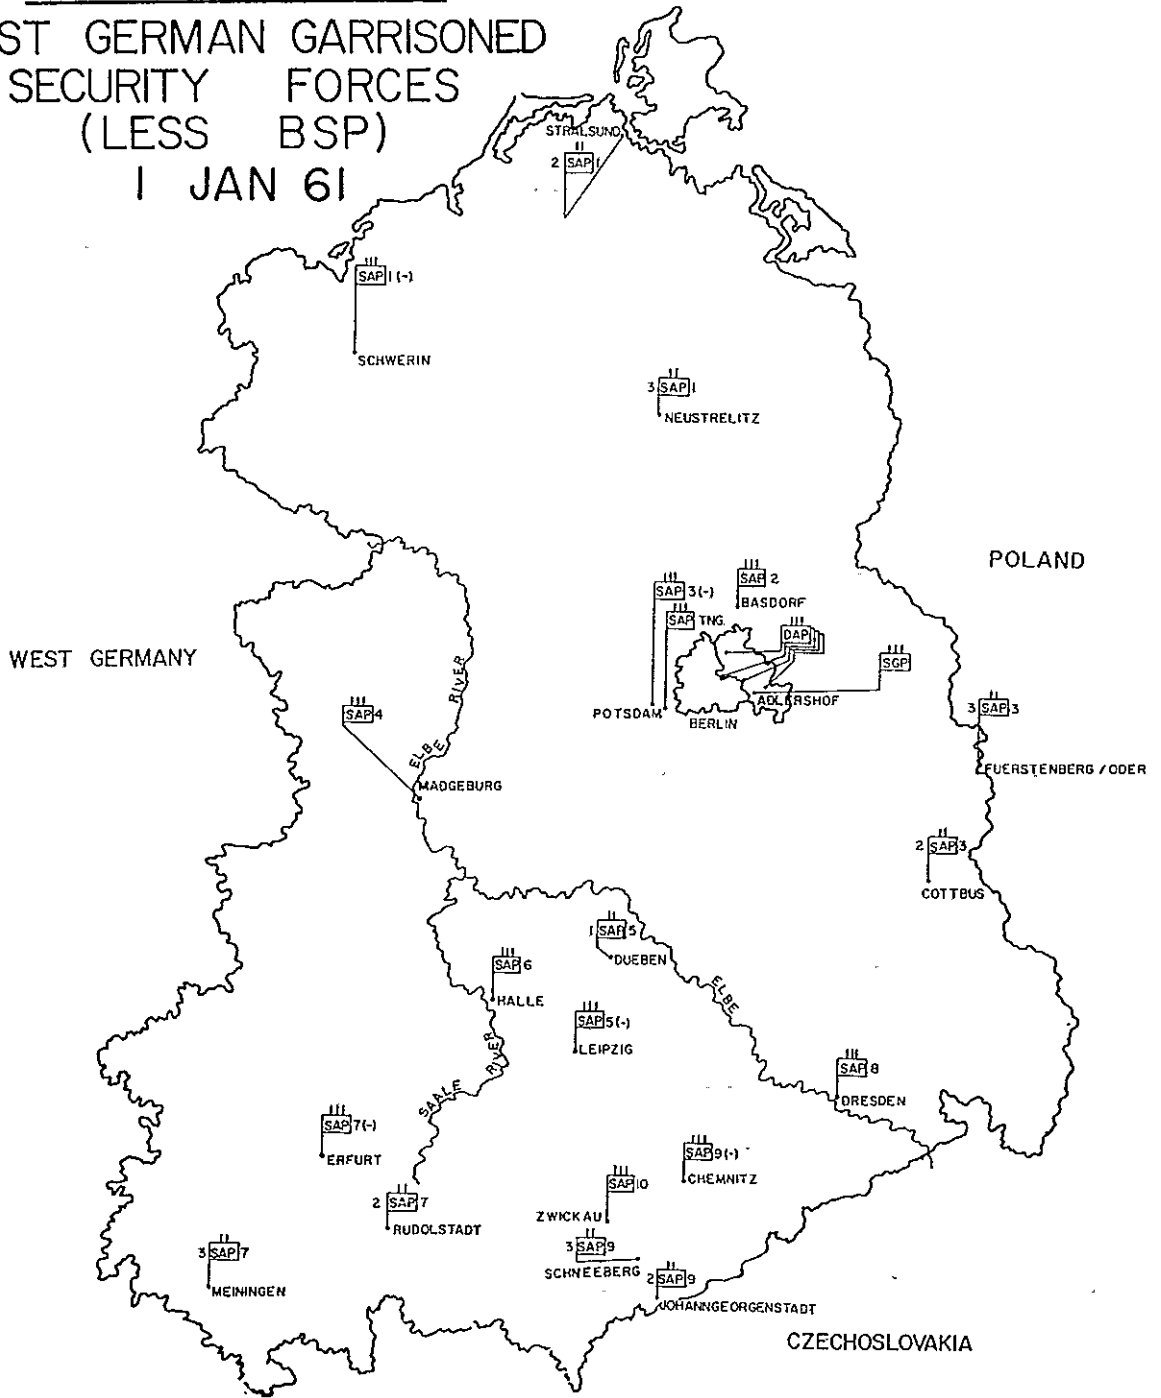 ST GERMAN GARRISONED
SECURITY FORCES
(LESS BSP)
1 JAN 61
STRALSUND
2 SAP 1
SAP 1(-)
SCHWERIN
3 SAP 1
NEUSTRELITZ
POLAND
WEST GERMANY
SAP 3(-)
SAP 2
BASDORF
SAP TNG.
DAP
SGP
POTSDAM
ADLERSHOF
BERLIN
ELBE RIVER
SAP 4
MADGEBURG
3 SAP 3
FUERSTENBERG / ODER
2 SAP 3
COTTBUS
1 SAP 5
DUEBEN
SAP 6
HALLE
ELBE
SAP 5(-)
LEIPZIG
SAALE RIVER
SAP 8
DRESDEN
SAP 7(-)
ERFURT
SAP 9(-)
CHEMNITZ
2 SAP 7
RUDOLSTADT
SAP 10
ZWICKAU
3 SAP 9
SCHNEEBERG
3 SAP 7
MEININGEN
2 SAP 9
JOHANNGEORGENSTADT
CZECHOSLOVAKIA